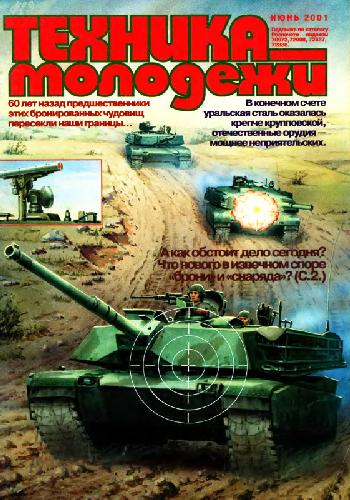 ИЮНЬ 2001
ТЕХНИКА
молодежи
60 лет назад предшественники
этих бронированных чудовищ
пересекли наши границы...
В конечном счете
уральская сталь оказалась
крепче крупповской,
отечественные орудия —
мощнее неприятельских.
А как обстоит дело сегодня?
Что нового в извечном споре
«брони» и «снаряда»? (С.2.)